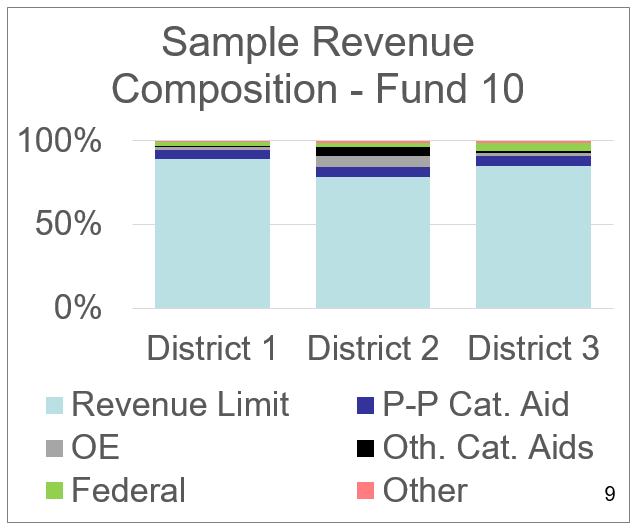 Sample Revenue
Composition - Fund 10
100%
50%
0%
District 1 District 2 District 3
Revenue Limit P-P Cat. Aid
OE Oth. Cat. Aids
Federal Other
9